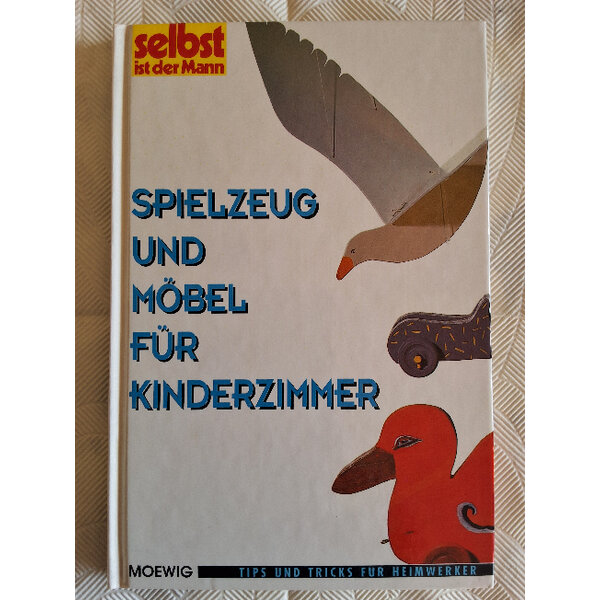 selbst
ist der Mann
SPIELZEUG
UND
MÖBEL
FÜR
KINDERZIMMER
MOEWIG TIPS UND TRICKS FÜR HEIMWERKER